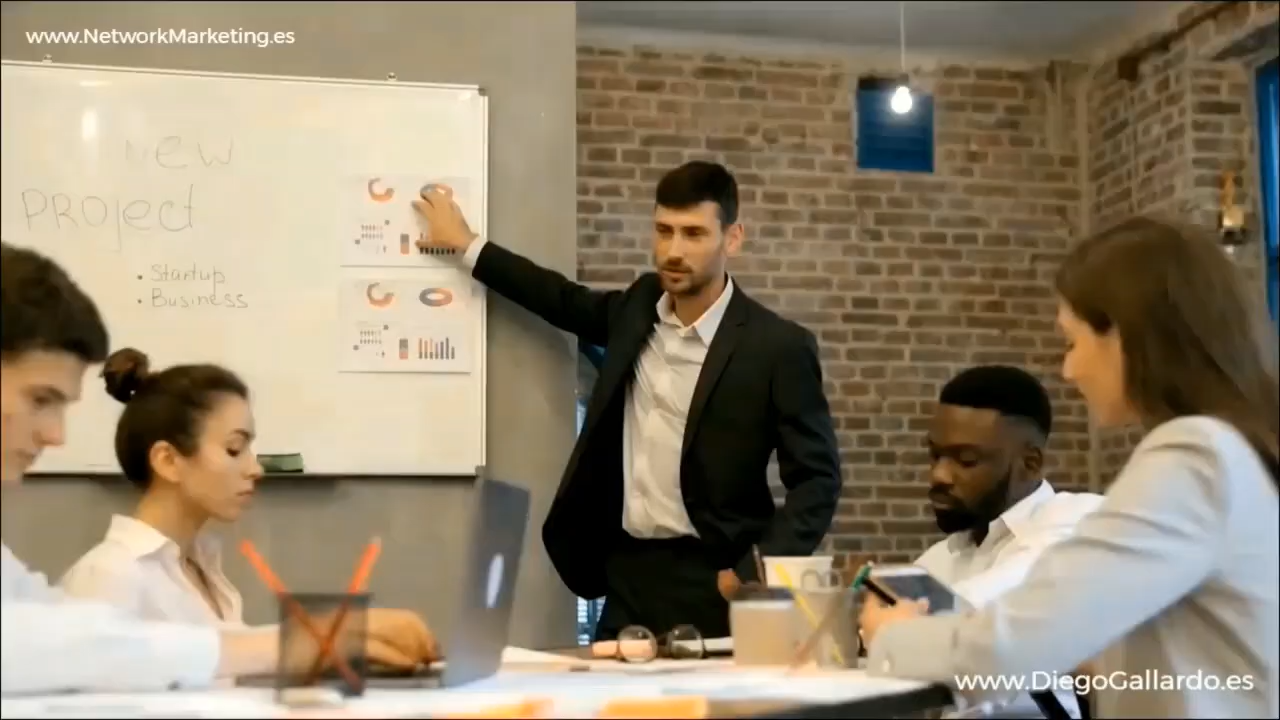 www.NetworkMarketing.es
New
PROject
• Startup
• Business
www.DiegoGallardo.es